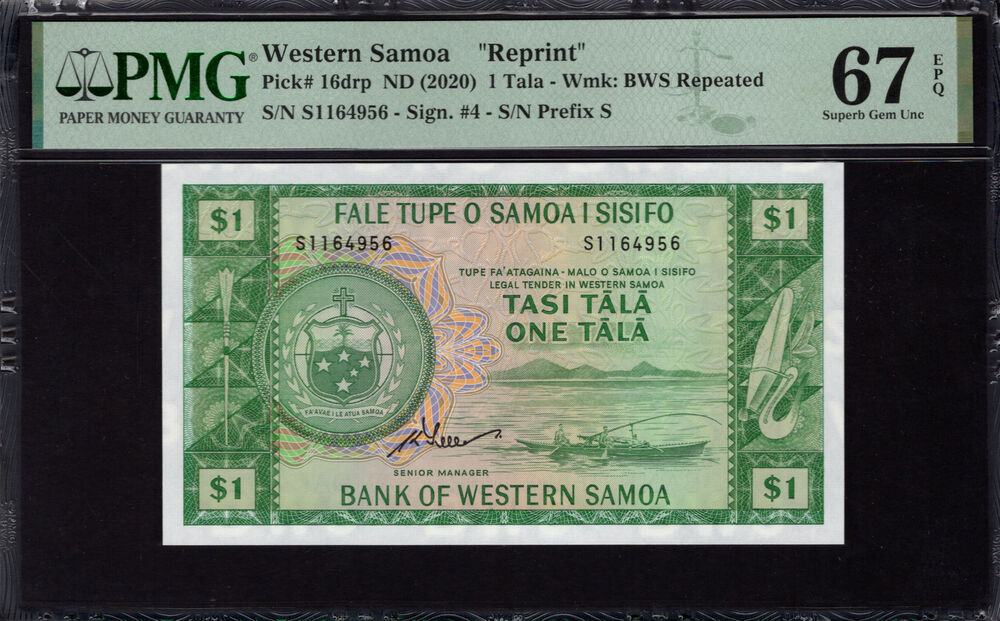 PMG®
PAPER MONEY GUARANTY
Western Samoa "Reprint"
Pick# 16drp ND (2020) 1 Tala - Wmk: BWS Repeated
S/N S1164956 - Sign. #4 - S/N Prefix S
67
EPQ
Superb Gem Unc
$1
FALE TUPE O SAMOA I SISIFO
$1
S1164956
S1164956
TUPE FA'ATAGAINA - MALO O SAMOA I SISIFO
LEGAL TENDER IN WESTERN SAMOA
TASI TĀLĀ
ONE TĀLĀ
FA'AVAE I LE ATUA SAMOA
SENIOR MANAGER
$1
BANK OF WESTERN SAMOA
$1